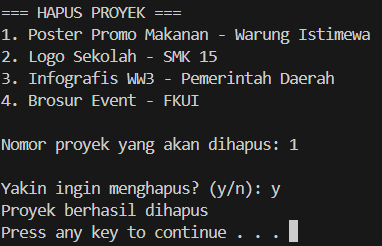 === HAPUS PROYEK ===
1. Poster Promo Makanan - Warung Istimewa
2. Logo Sekolah - SMK 15
3. Infografis WW3 - Pemerintah Daerah
4. Brosur Event - FKUI
Nomor proyek yang akan dihapus: 1
Yakin ingin menghapus? (y/n): y
Proyek berhasil dihapus
Press any key to continue . . .